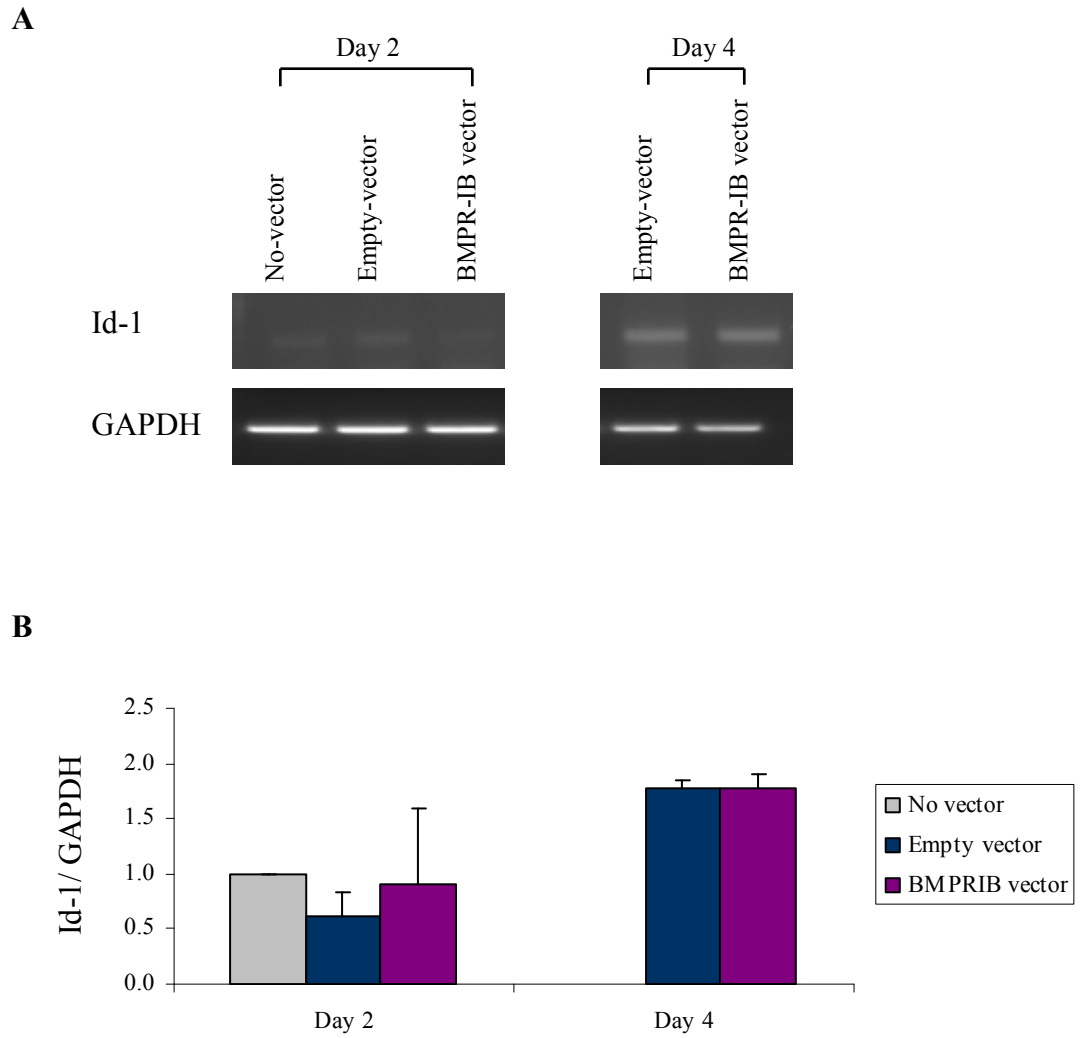 A
Day 2
Day 4
No-vector
Empty-vector
BMPR-IB vector
Empty-vector
BMPR-IB vector
Id-1
GAPDH
B
Id-1/ GAPDH
2.5
2.0
1.5
1.0
0.5
0.0
Day 2
Day 4
No vector
Empty vector
BMPRIB vector